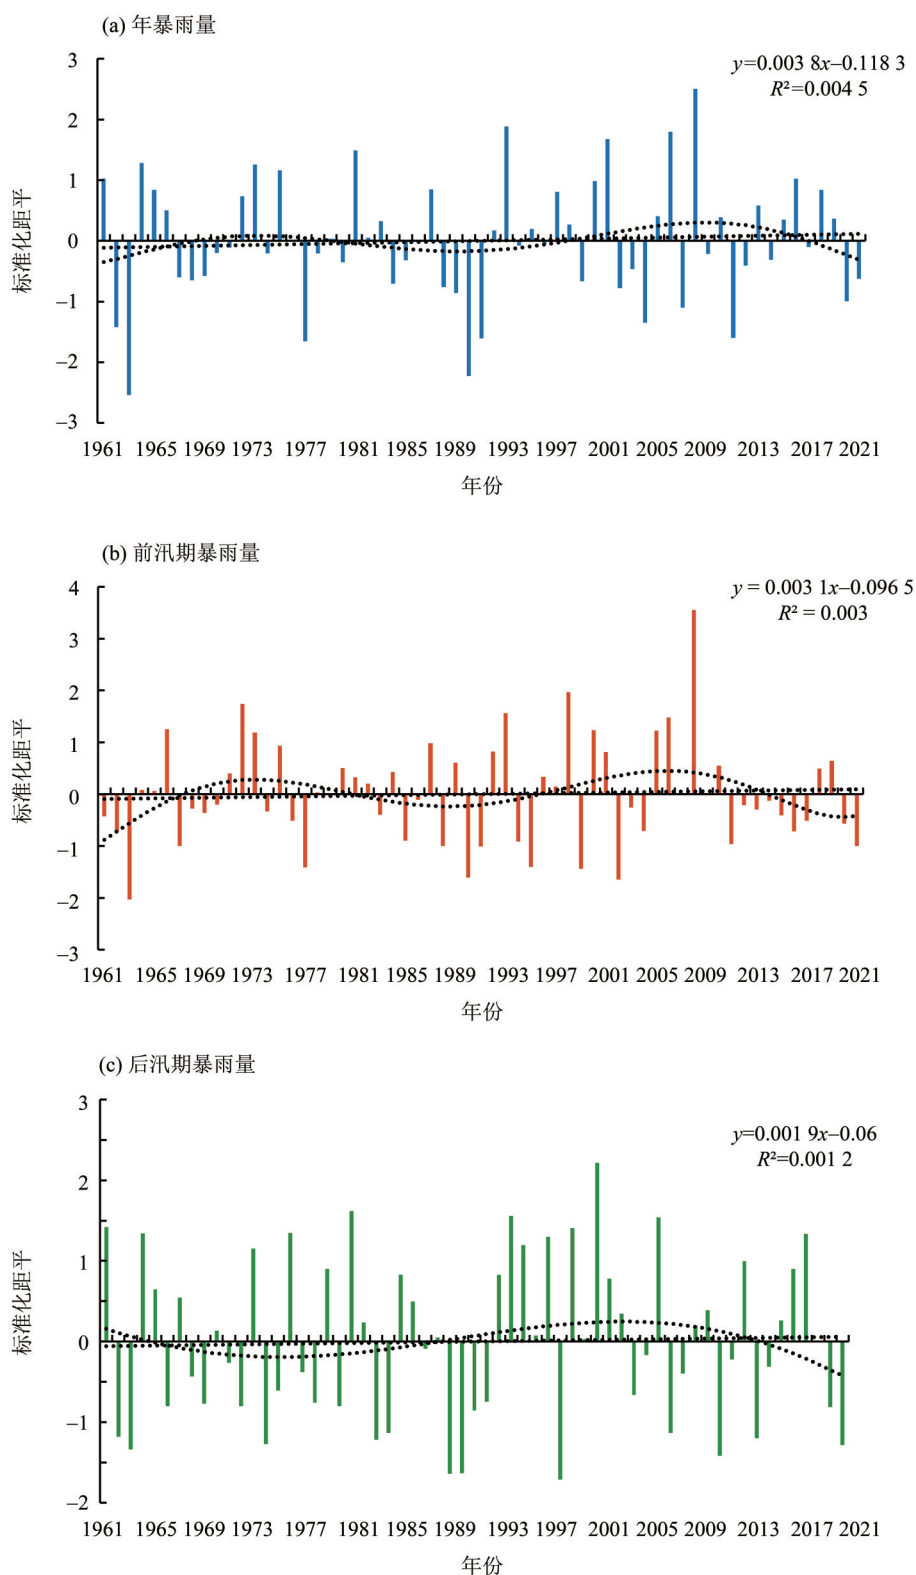 (a) 年暴雨量
y=0.003 8x–0.118 3
R²=0.004 5
3
2
1
0
–1
–2
–3
标准化距平
1961 1965 1969 1973 1977 1981 1985 1989 1993 1997 2001 2005 2009 2013 2017 2021
年份
(b) 前汛期暴雨量
y = 0.003 1x–0.096 5
R² = 0.003
4
3
2
1
0
–1
–2
–3
标准化距平
1961 1965 1969 1973 1977 1981 1985 1989 1993 1997 2001 2005 2009 2013 2017 2021
年份
(c) 后汛期暴雨量
y=0.001 9x–0.06
R²=0.001 2
3
2
1
0
–1
–2
标准化距平
1961 1965 1969 1973 1977 1981 1985 1989 1993 1997 2001 2005 2009 2013 2017 2021
年份